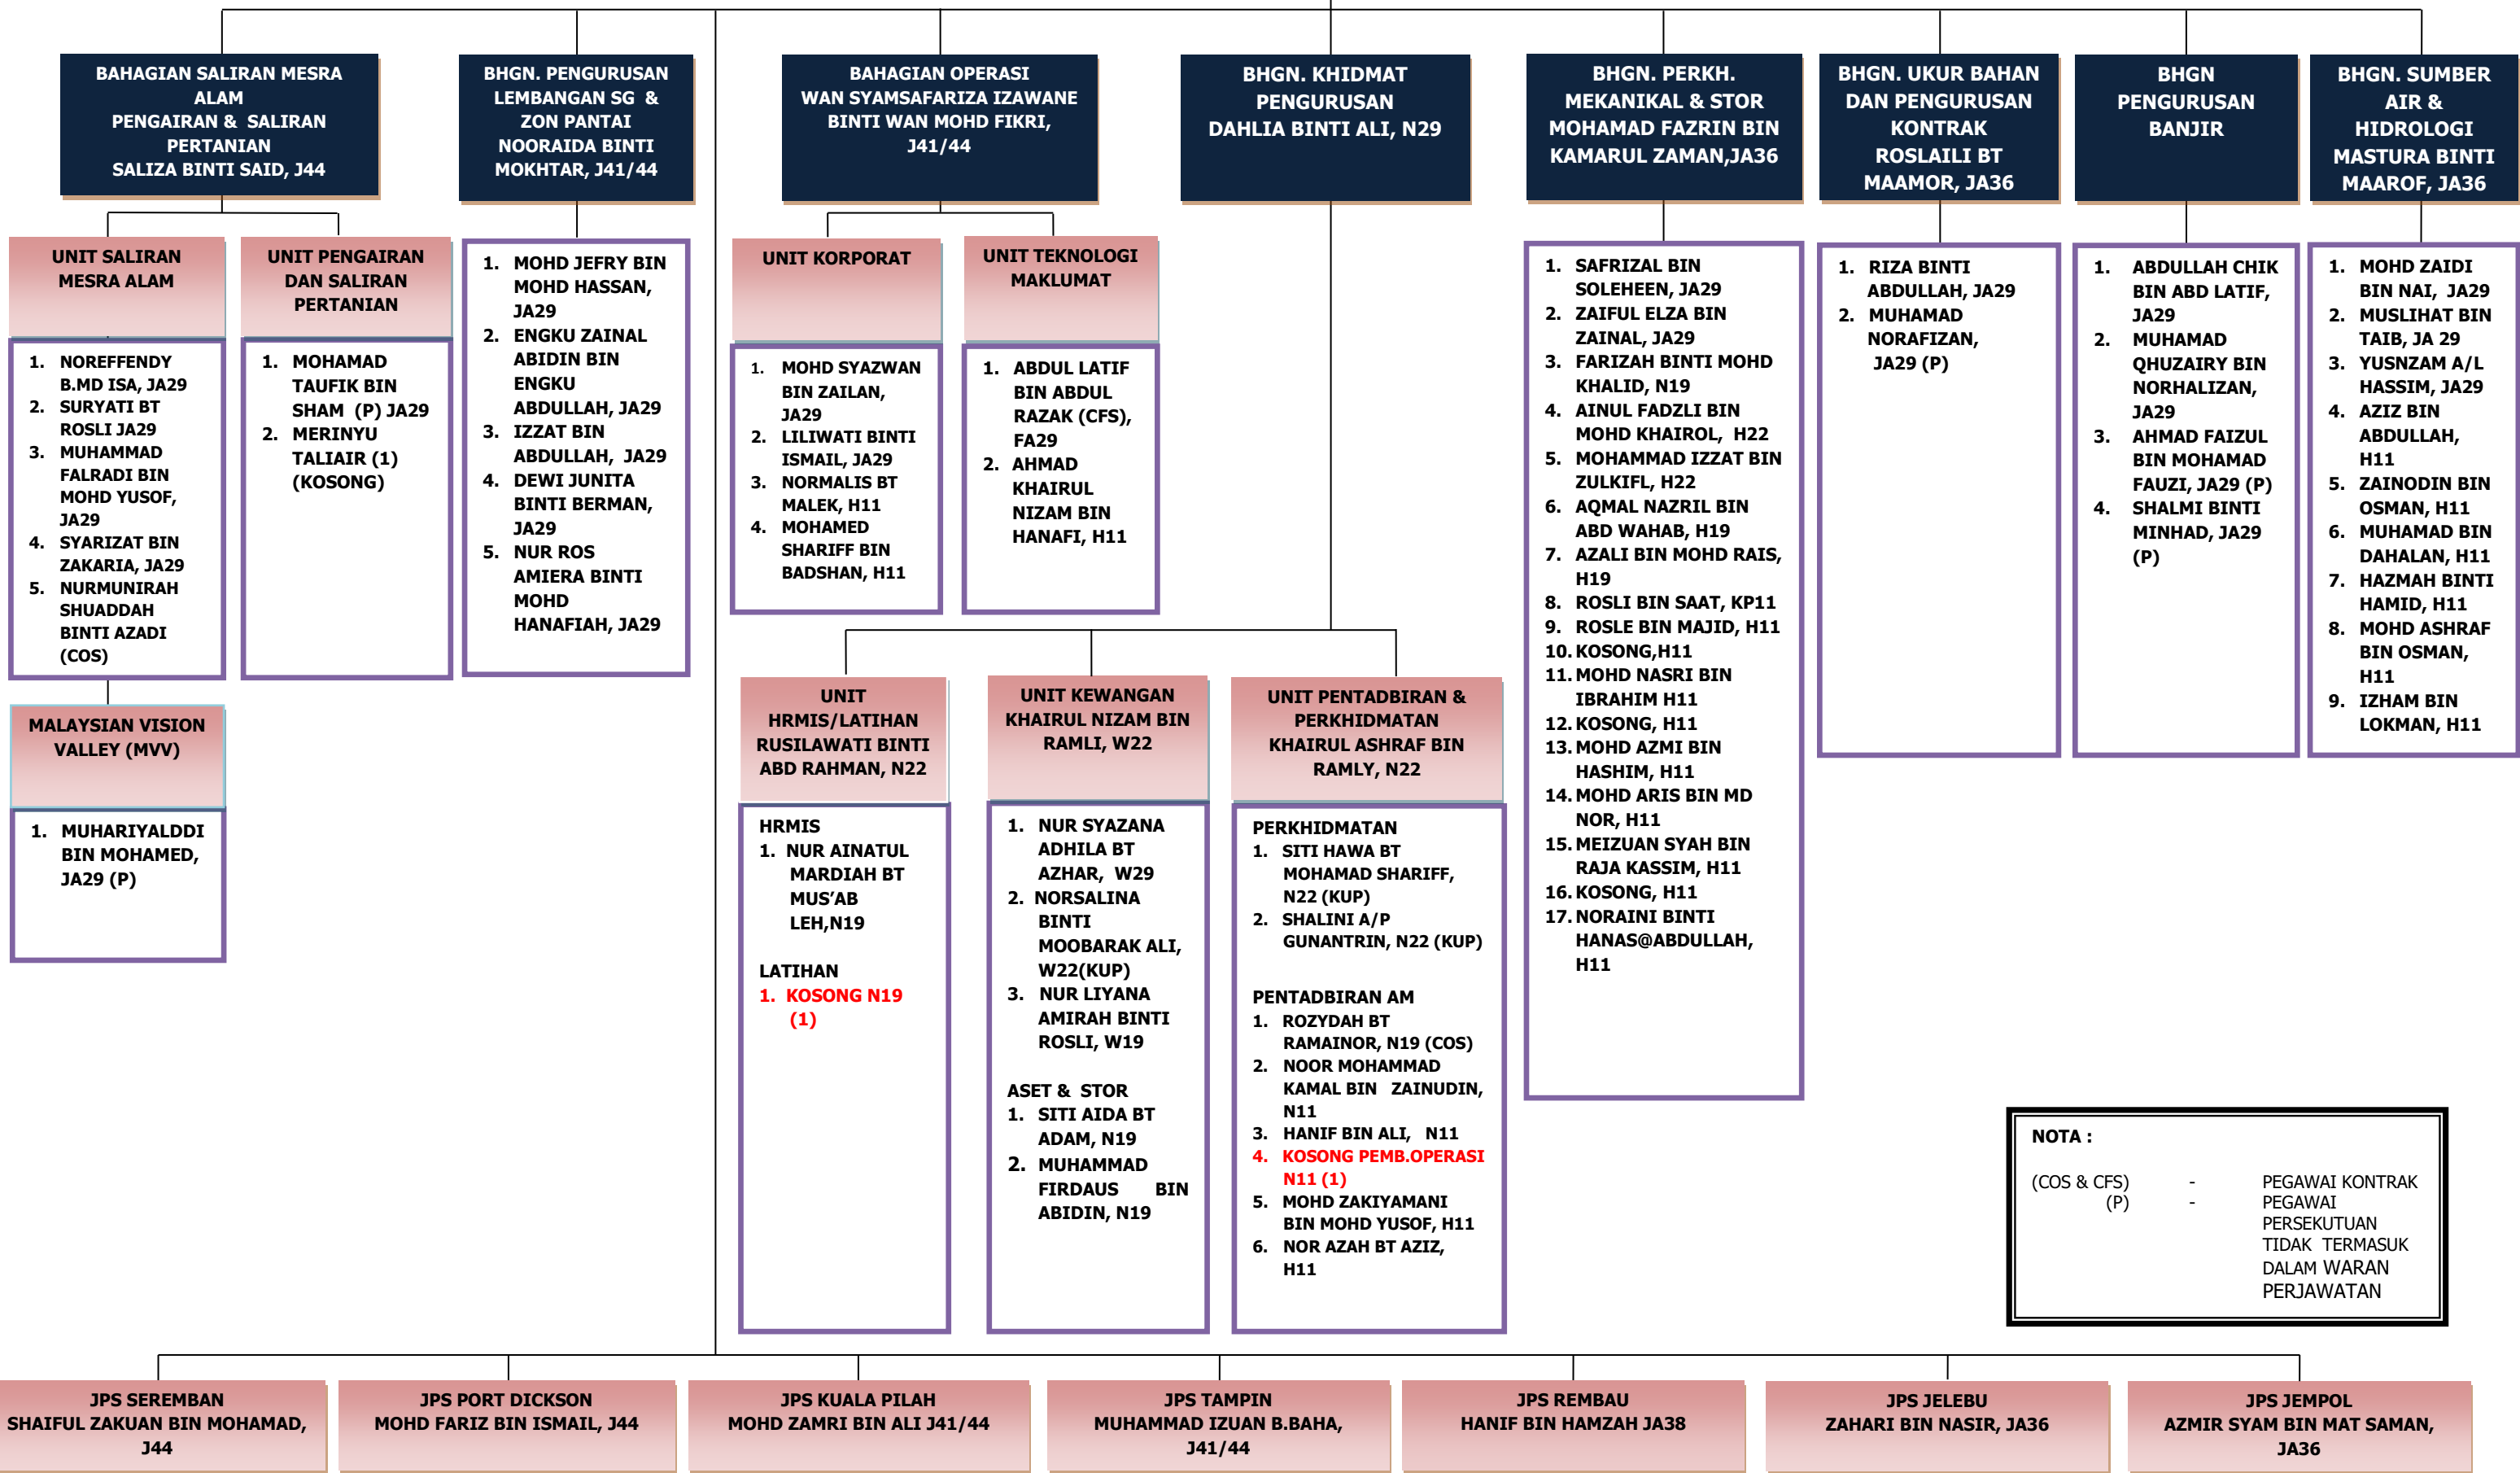 BAHAGIAN SALIRAN MESRA
ALAM
PENGAIRAN & SALIRAN
PERTANIAN
SALIZA BINTI SAID, J44
BHGN. PENGURUSAN
LEMBANGAN SG &
ZON PANTAI
NOORAIDA BINTI
MOKHTAR, J41/44
BAHAGIAN OPERASI
WAN SYAMSAFARIZA IZAWANE
BINTI WAN MOHD FIKRI,
J41/44
BHGN. KHIDMAT
PENGURUSAN
DAHLIA BINTI ALI, N29
BHGN. PERKH.
MEKANIKAL & STOR
MOHAMAD FAZRIN BIN
KAMARUL ZAMAN,JA36
BHGN. UKUR BAHAN
DAN PENGURUSAN
KONTRAK
ROSLAILI BT
MAAMOR, JA36
BHGN
PENGURUSAN
BANJIR
BHGN. SUMBER
AIR &
HIDROLOGI
MASTURA BINTI
MAAROF, JA36
UNIT SALIRAN
MESRA ALAM
1. NOREFFENDY
B.MD ISA, JA29
2. SURYATI BT
ROSLI JA29
3. MUHAMMAD
FALRADI BIN
MOHD YUSOF,
JA29
4. SYARIZAT BIN
ZAKARIA, JA29
5. NURMUNIRAH
SHUADDAH
BINTI AZADI
(COS)
MALAYSIAN VISION
VALLEY (MVV)
1. MUHARIYALDDI
BIN MOHAMED,
JA29 (P)
UNIT PENGAIRAN
DAN SALIRAN
PERTANIAN
1. MOHAMAD
TAUFIK BIN
SHAM (P) JA29
2. MERINYU
TALIAIR (1)
(KOSONG)
1. MOHD JEFRY BIN
MOHD HASSAN,
JA29
2. ENGKU ZAINAL
ABIDIN BIN
ENGKU
ABDULLAH, JA29
3. IZZAT BIN
ABDULLAH, JA29
4. DEWI JUNITA
BINTI BERMAN,
JA29
5. NUR ROS
AMIERA BINTI
MOHD
HANAFIAH, JA29
UNIT KORPORAT
1. MOHD SYAZWAN
BIN ZAILAN,
JA29
2. LILIWATI BINTI
ISMAIL, JA29
3. NORMALIS BT
MALEK, H11
4. MOHAMED
SHARIFF BIN
BADSHAN, H11
UNIT TEKNOLOGI
MAKLUMAT
1. ABDUL LATIF
BIN ABDUL
RAZAK (CFS),
FA29
2. AHMAD
KHAIRUL
NIZAM BIN
HANAFI, H11
UNIT
HRMIS/LATIHAN
RUSILAWATI BINTI
ABD RAHMAN, N22
HRMIS
1. NUR AINATUL
MARDIAH BT
MUS’AB
LEH,N19
LATIHAN
1. KOSONG N19
(1)
UNIT KEWANGAN
KHAIRUL NIZAM BIN
RAMLI, W22
1. NUR SYAZANA
ADHILA BT
AZHAR, W29
2. NORSALINA
BINTI
MOOBARAK ALI,
W22(KUP)
3. NUR LIYANA
AMIRAH BINTI
ROSLI, W19
ASET & STOR
1. SITI AIDA BT
ADAM, N19
2. MUHAMMAD
FIRDAUS BIN
ABIDIN, N19
UNIT PENTADBIRAN &
PERKHIDMATAN
KHAIRUL ASHRAF BIN
RAMLY, N22
PERKHIDMATAN
1. SITI HAWA BT
MOHAMAD SHARIFF,
N22 (KUP)
2. SHALINI A/P
GUNANTRIN, N22 (KUP)
PENTADBIRAN AM
1. ROZYDAH BT
RAMAINOR, N19 (COS)
2. NOOR MOHAMMAD
KAMAL BIN ZAINUDIN,
N11
3. HANIF BIN ALI, N11
4. KOSONG PEMB.OPERASI
N11 (1)
5. MOHD ZAKIYAMANI
BIN MOHD YUSOF, H11
6. NOR AZAH BT AZIZ,
H11
1. SAFRIZAL BIN
SOLEHEEN, JA29
2. ZAIFUL ELZA BIN
ZAINAL, JA29
3. FARIZAH BINTI MOHD
KHALID, N19
4. AINUL FADZLI BIN
MOHD KHAIROL, H22
5. MOHAMMAD IZZAT BIN
ZULKIFL, H22
6. AQMAL NAZRIL BIN
ABD WAHAB, H19
7. AZALI BIN MOHD RAIS,
H19
8. ROSLI BIN SAAT, KP11
9. ROSLE BIN MAJID, H11
10. KOSONG,H11
11. MOHD NASRI BIN
IBRAHIM H11
12. KOSONG, H11
13. MOHD AZMI BIN
HASHIM, H11
14. MOHD ARIS BIN MD
NOR, H11
15. MEIZUAN SYAH BIN
RAJA KASSIM, H11
16. KOSONG, H11
17. NORAINI BINTI
HANAS@ABDULLAH,
H11
1. RIZA BINTI
ABDULLAH, JA29
2. MUHAMAD
NORAFIZAN,
JA29 (P)
1. ABDULLAH CHIK
BIN ABD LATIF,
JA29
2. MUHAMAD
QHUZAIRY BIN
NORHALIZAN,
JA29
3. AHMAD FAIZUL
BIN MOHAMAD
FAUZI, JA29 (P)
4. SHALMI BINTI
MINHAD, JA29
(P)
1. MOHD ZAIDI
BIN NAI, JA29
2. MUSLIHAT BIN
TAIB, JA 29
3. YUSNZAM A/L
HASSIM, JA29
4. AZIZ BIN
ABDULLAH,
H11
5. ZAINODIN BIN
OSMAN, H11
6. MUHAMAD BIN
DAHALAN, H11
7. HAZMAH BINTI
HAMID, H11
8. MOHD ASHRAF
BIN OSMAN,
H11
9. IZHAM BIN
LOKMAN, H11
NOTA :
(COS & CFS) - PEGAWAI KONTRAK
(P) - PEGAWAI
PERSEKUTUAN
TIDAK TERMASUK
DALAM WARAN
PERJAWATAN
JPS SEREMBAN
SHAIFUL ZAKUAN BIN MOHAMAD,
J44
JPS PORT DICKSON
MOHD FARIZ BIN ISMAIL, J44
JPS KUALA PILAH
MOHD ZAMRI BIN ALI J41/44
JPS TAMPIN
MUHAMMAD IZUAN B.BAHA,
J41/44
JPS REMBAU
HANIF BIN HAMZAH JA38
JPS JELEBU
ZAHARI BIN NASIR, JA36
JPS JEMPOL
AZMIR SYAM BIN MAT SAMAN,
JA36